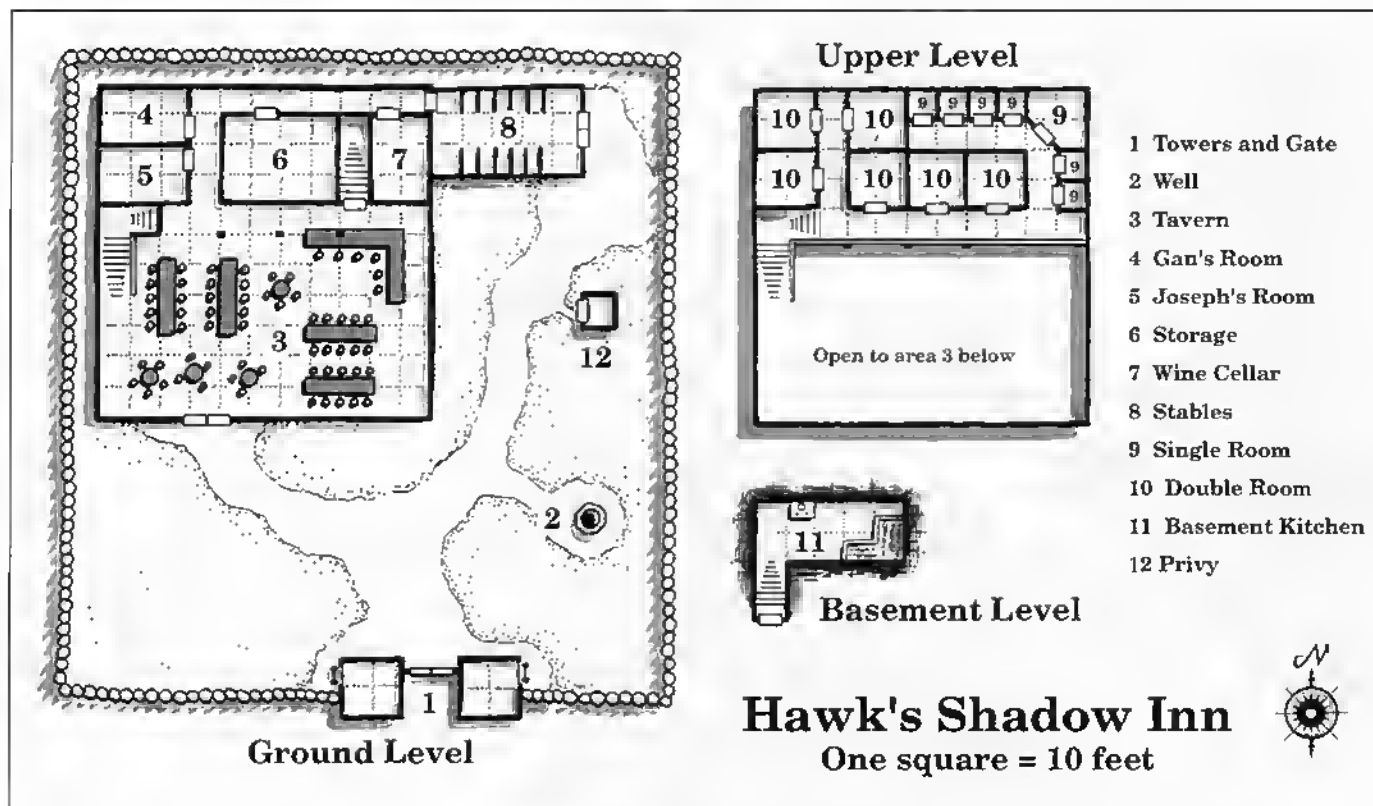 Upper Level
4
5
6
7
8
3
12
2
1
Ground Level
10
10
9
9
9
9
9
10
10
10
10
9
9
Open to area 3 below
11
Basement Level
1 Towers and Gate
2 Well
3 Tavern
4 Gan's Room
5 Joseph's Room
6 Storage
7 Wine Cellar
8 Stables
9 Single Room
10 Double Room
11 Basement Kitchen
12 Privy
N
Hawk's Shadow Inn
One square = 10 feet